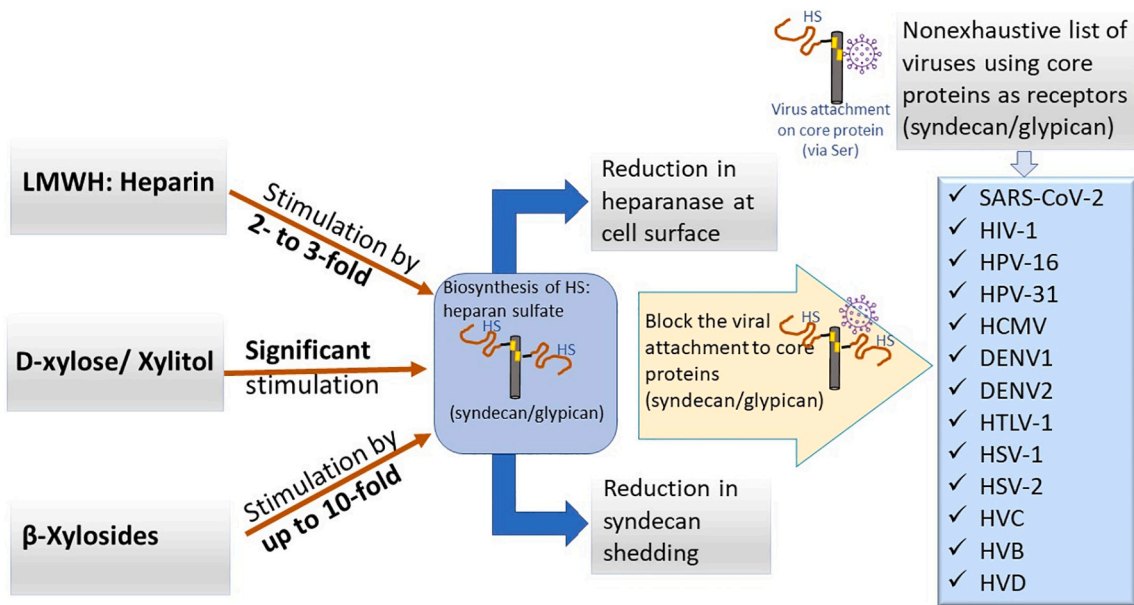 HS
Virus attachment
on core protein
(via Ser)
Nonexhaustive list of
viruses using core
proteins as receptors
(syndecan/glypican)
LMWH: Heparin
Stimulation by
2- to 3-fold
D-xylose/ Xylitol
Significant
stimulation
β-Xylosides
Stimulation by
up to 10-fold
Biosynthesis of HS:
heparan sulfate
HS
HS
(syndecan/glypican)
Reduction in
heparanase at
cell surface
Reduction in
syndecan
shedding
Block the viral
attachment to core
proteins
(syndecan/glypican)
HS
HS
✓ SARS-CoV-2
✓ HIV-1
✓ HPV-16
✓ HPV-31
✓ HCMV
✓ DENV1
✓ DENV2
✓ HTLV-1
✓ HSV-1
✓ HSV-2
✓ HVC
✓ HVB
✓ HVD